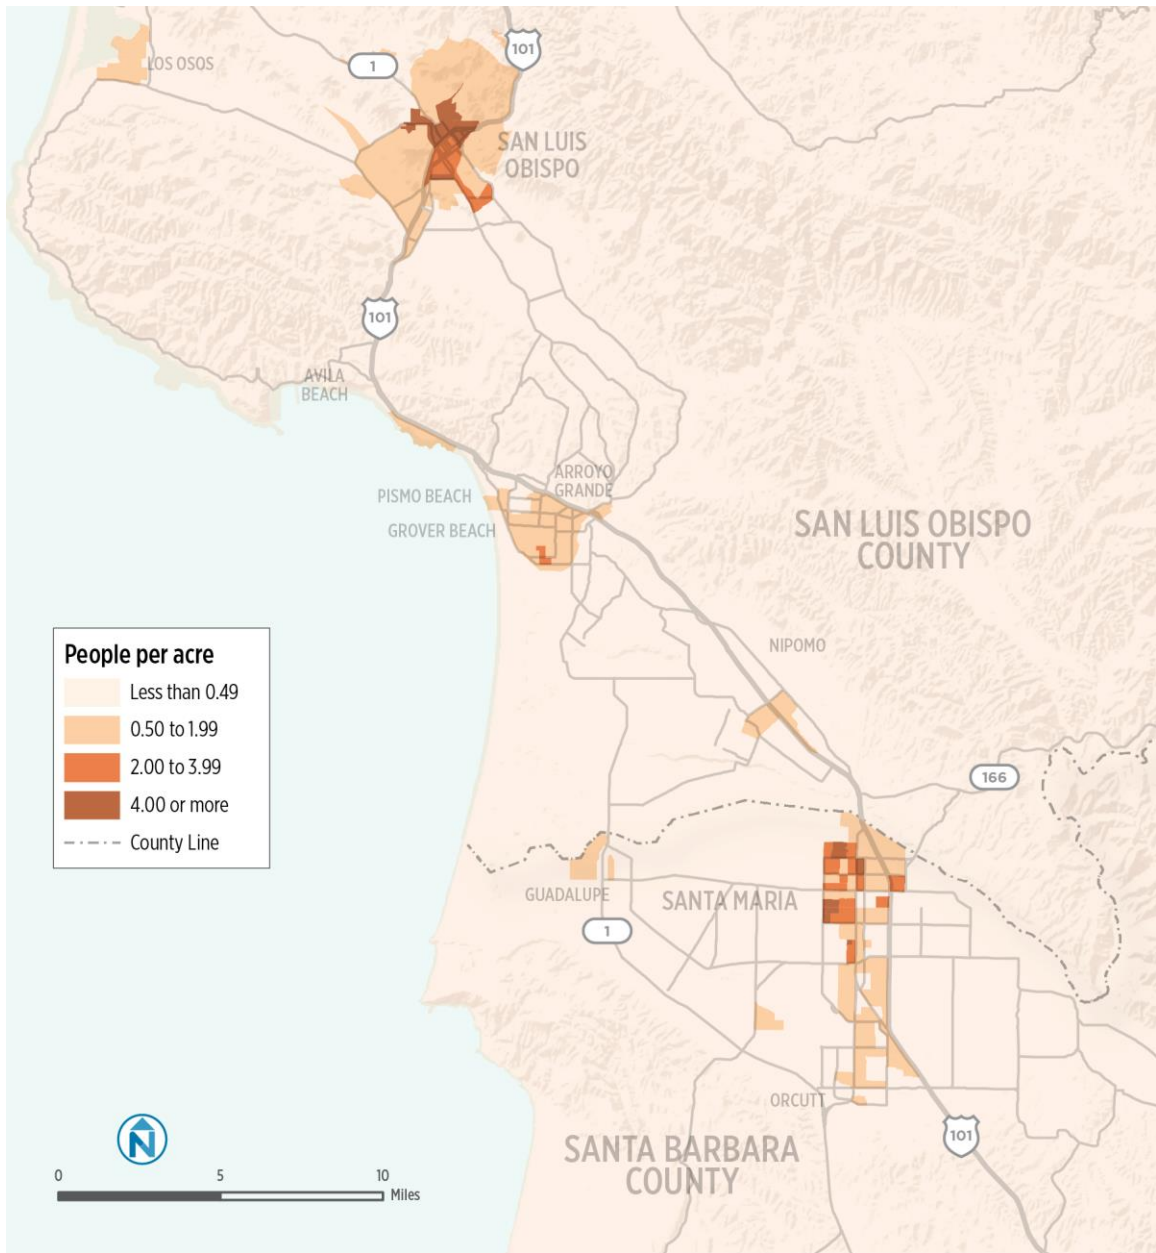 101
1
LOS OSOS
SAN LUIS
OBISPO
101
AVILA
BEACH
ARROYO
GRANDE
PISMO BEACH
GROVER BEACH
SAN LUIS OBISPO
COUNTY
NIPOMO
People per acre
Less than 0.49
0.50 to 1.99
2.00 to 3.99
4.00 or more
County Line
166
GUADALUPE
SANTA MARIA
1
ORCUTT
SANTA BARBARA
COUNTY
101
N
0 5 10
Miles